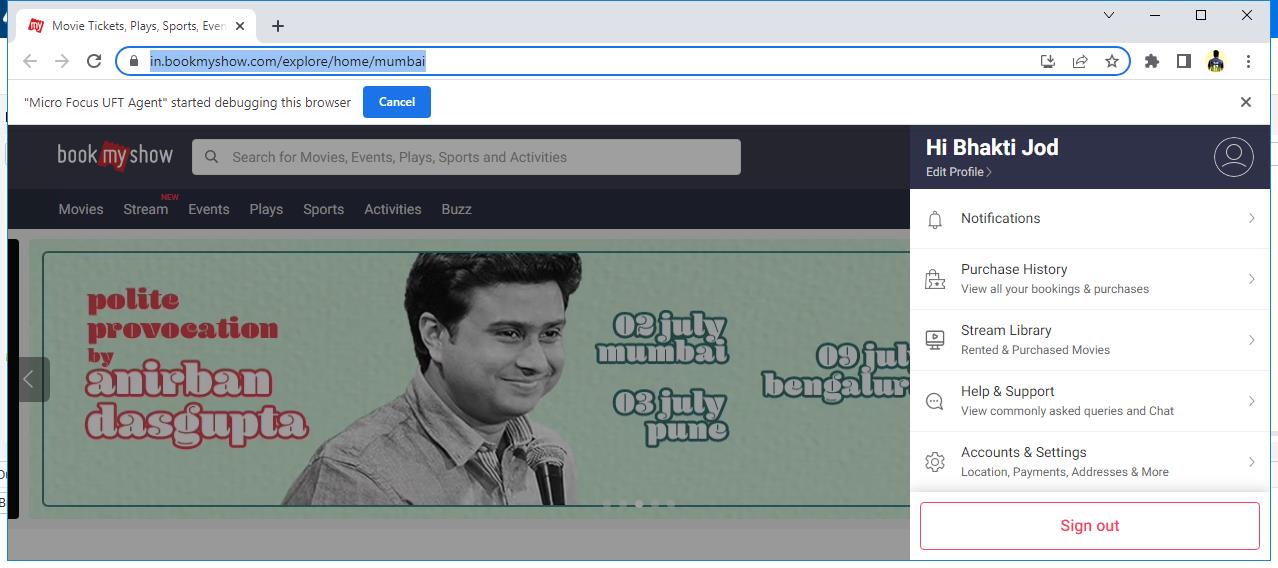 my Movie Tickets, Plays, Sports, Even
in.bookmyshow.com/explore/home/mumbai
"Micro Focus UFT Agent" started debugging this browser Cancel
book my show
Search for Movies, Events, Plays, Sports and Activities
Hi Bhakti Jod
Edit Profile
NEW
Movies Stream Events Plays Sports Activities Buzz
polite
provocation
by
anirban
dasgupta
02 july
mumbai
03 july
pune
09 jul
bengalur
Notifications
Purchase History
View all your bookings & purchases
Stream Library
Rented & Purchased Movies
Help & Support
View commonly asked queries and Chat
Accounts & Settings
Location, Payments, Addresses & More
Sign out